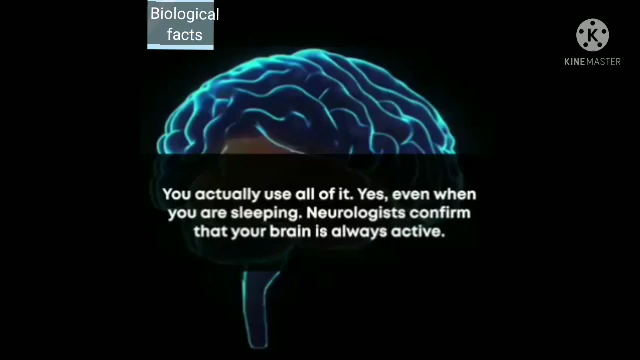 Biological
facts
K
KINEMASTER
You actually use all of it. Yes, even when
you are sleeping. Neurologists confirm
that your brain is always active.